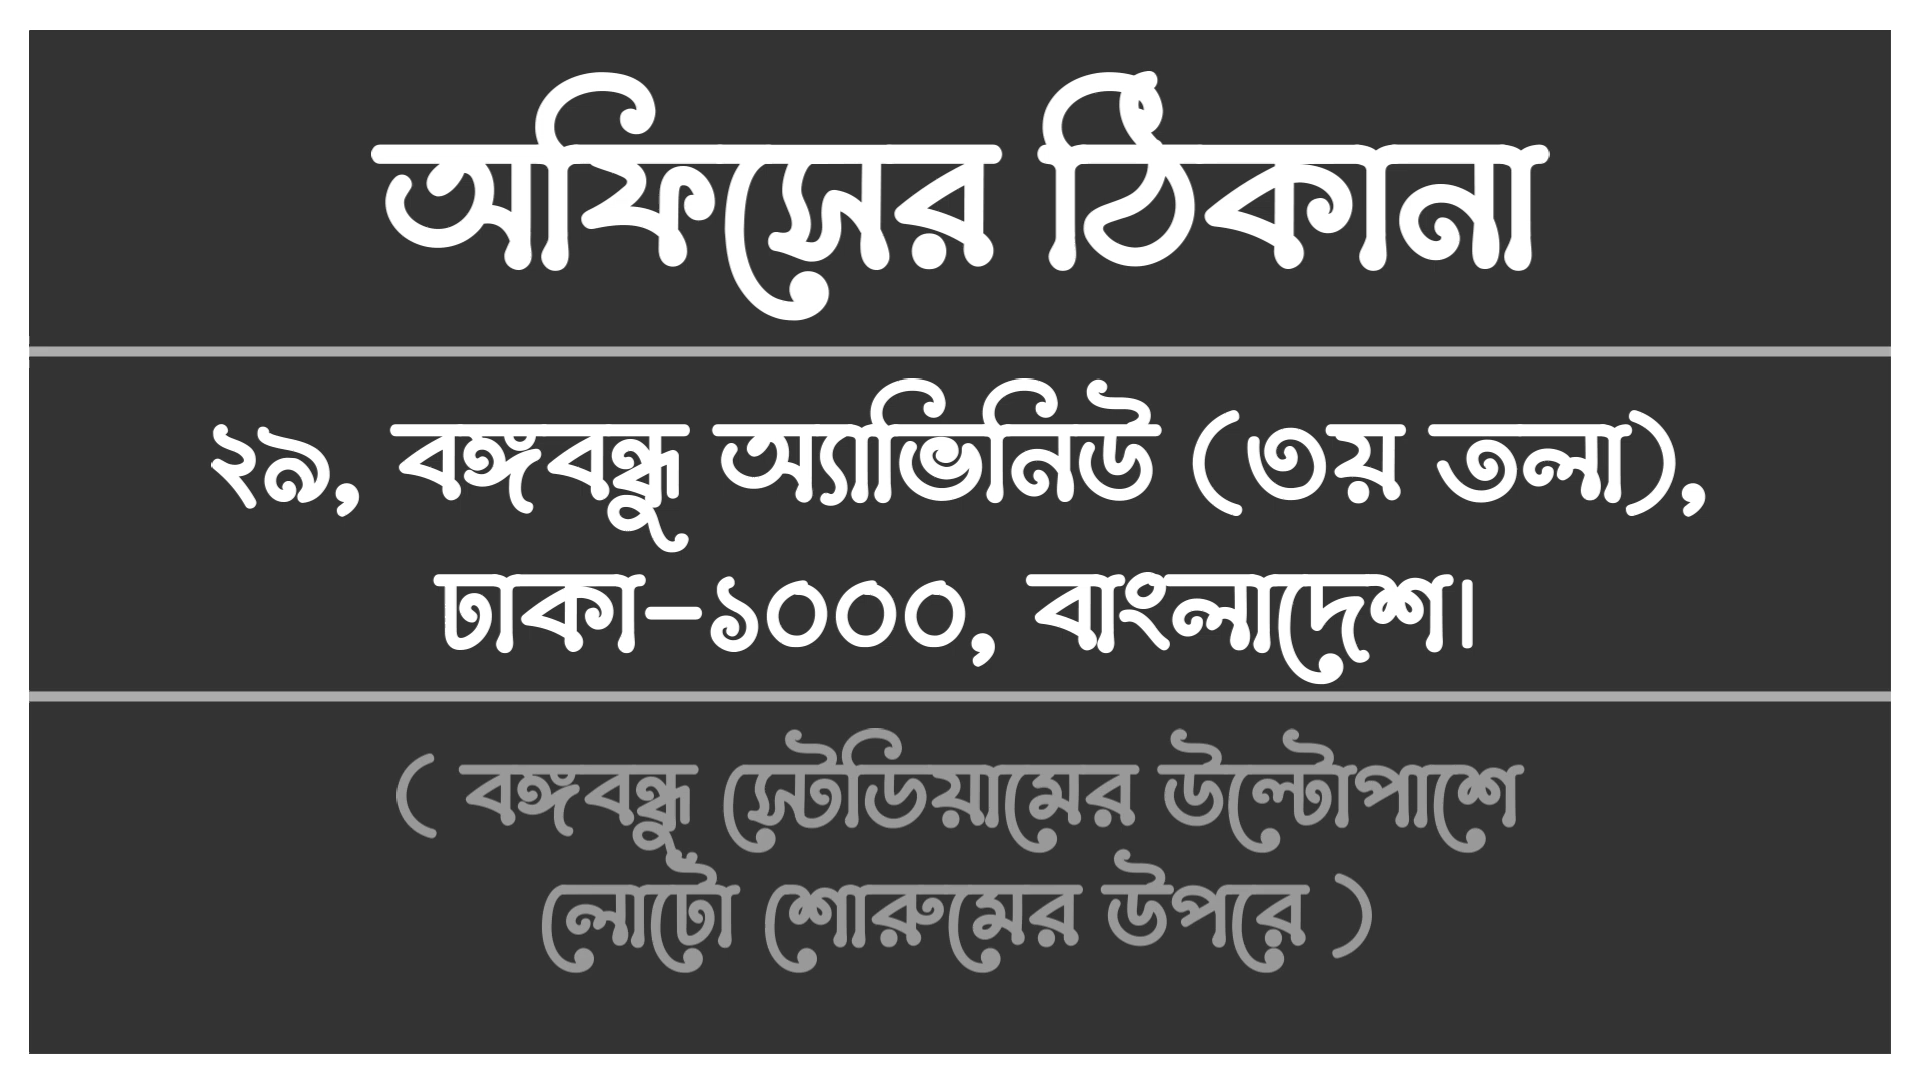 অফিসের ঠিকানা
২৯, বঙ্গবন্ধু অ্যাভিনিউ (৩য় তলা),
ঢাকা-১০০০, বাংলাদেশ।
( বঙ্গবন্ধু স্টেডিয়ামের উল্টোপাশে
লোটো শোরুমের উপরে )